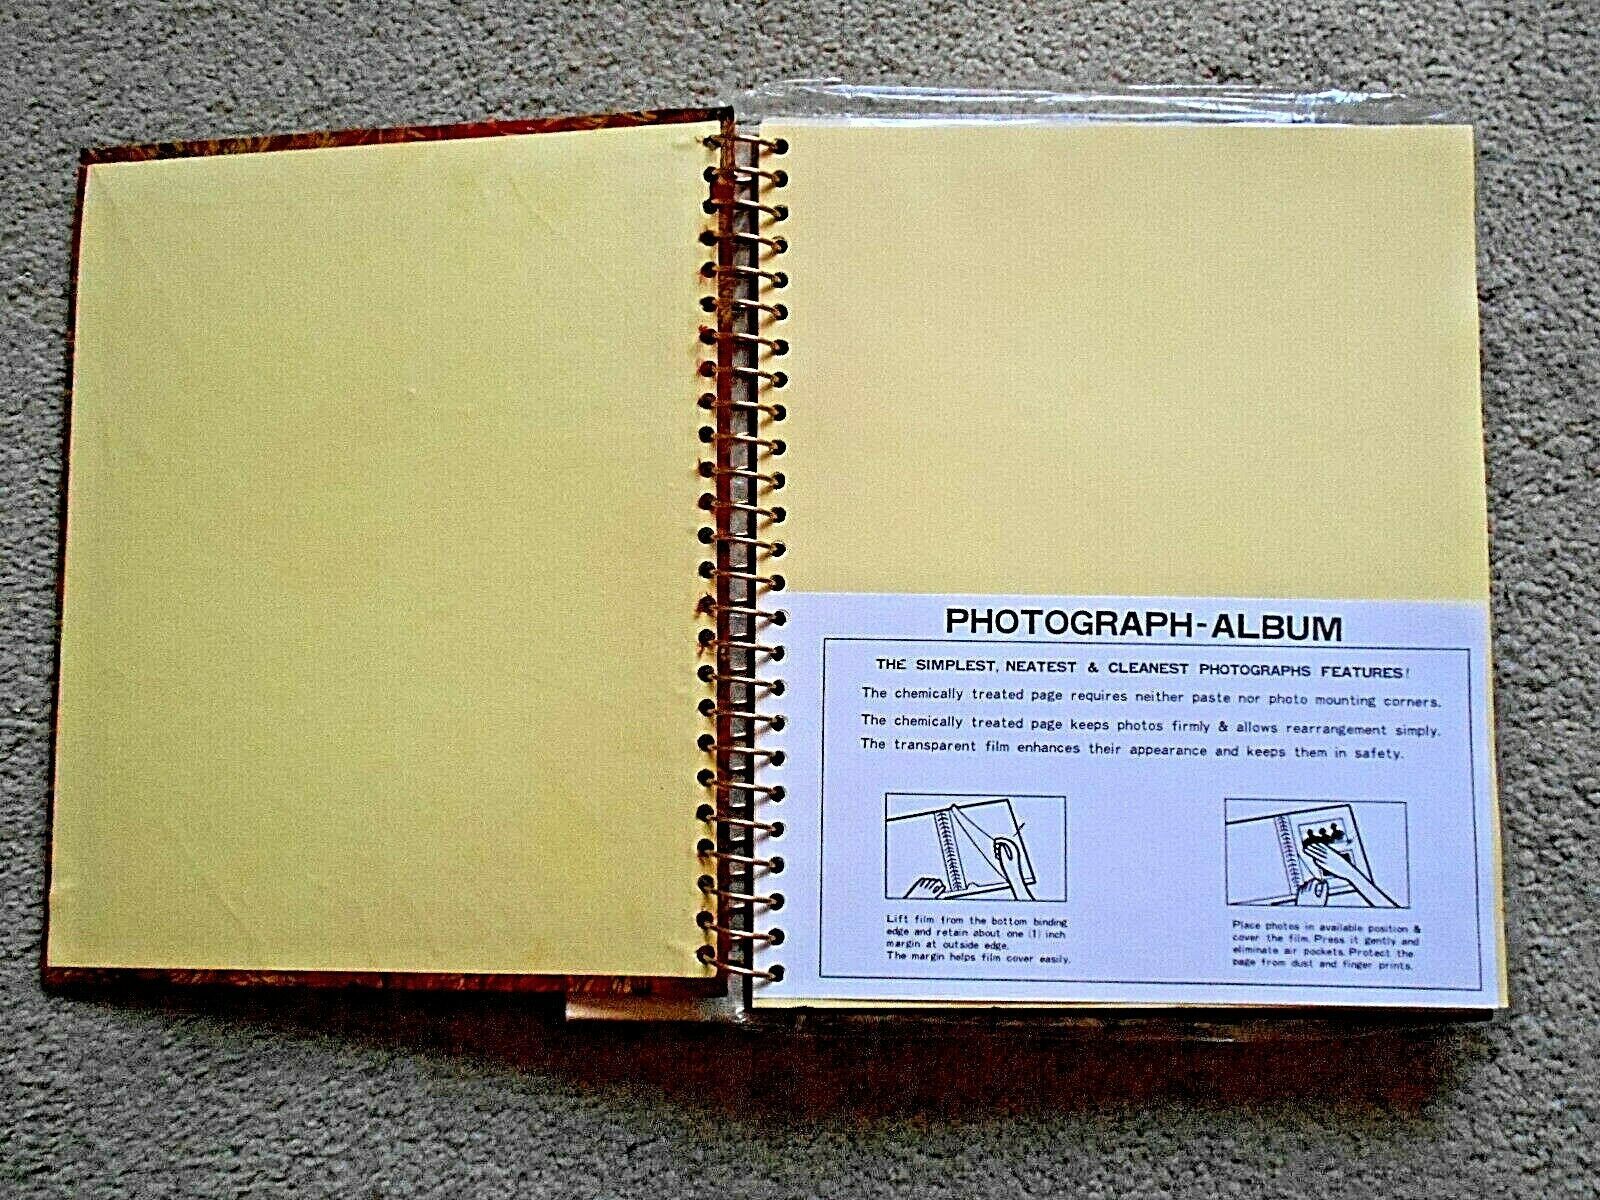 PHOTOGRAPH-ALBUM
THE SIMPLEST, NEATEST & CLEANEST PHOTOGRAPHS FEATURES!
The chemically treated page requires neither paste nor photo mounting corners.
The chemically treated page keeps photos firmly & allows rearrangement simply.
The transparent film enhances their appearance and keeps them in safety.
Lift film from the bottom binding
edge and retain about one (1) inch
margin at outside edge.
The margin helps film cover easily.
Place photos in available position &
cover the film. Press it gently and
eliminate air pockets. Protect the
page from dust and finger prints.